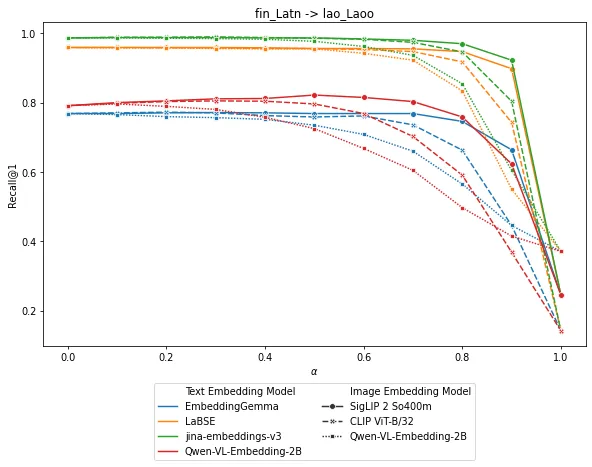 fin_Latn -> lao_Laoo
1.0
0.8
0.6
0.4
0.2
Recall@1
0.0 0.2 0.4 0.6 0.8 1.0
α
Text Embedding Model Image Embedding Model
EmbeddingGemma SigLIP 2 So400m
LaBSE CLIP ViT-B/32
jina-embeddings-v3 Qwen-VL-Embedding-2B
Qwen-VL-Embedding-2B